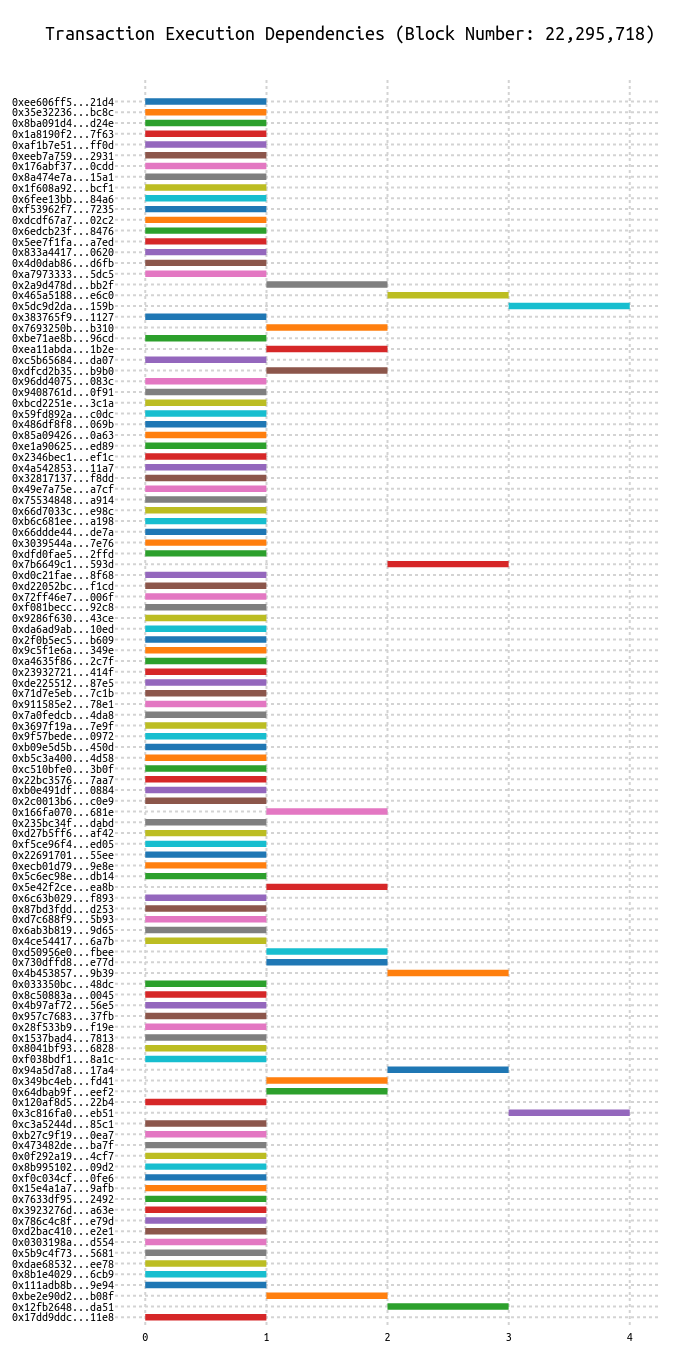 Transaction Execution Dependencies (Block Number: 22,295,718)
0xee606ff5...21d4
0x35e32236...bc8c
0x8ba091d4...d24e
0x1a8190f2...7f63
0xaf1b7e51...ff0d
0xeeb7a759...2931
0x176abf37...0cdd
0x8a474e7a...15a1
0x1f608a92...bcf1
0x6fee13bb...84a6
0xf53962f7...7235
0xdcdf67a7...02c2
0x6edcb23f...8476
0x5ee7f1fa...a7ed
0x833a4417...0620
0x4d0dab86...d6fb
0xa7973333...5dc5
0x2a9d478d...bb2f
0x465a5188...e6c0
0x5dc9d2da...159b
0x383765f9...1127
0x7693250b...b310
0xbe71ae8b...96cd
0xea11abda...1b2e
0xc5b65684...da07
0xdfcd2b35...b9b0
0x96dd4075...083c
0x9408761d...0f91
0xbcd2251e...3c1a
0x59fd892a...c0dc
0x486df8f8...069b
0x85a09426...0a63
0xe1a90625...ed89
0x2346bec1...ef1c
0x4a542853...11a7
0x32817137...f8dd
0x49e7a75e...a7cf
0x75534848...a914
0x66d7033c...e98c
0xb6c681ee...a198
0x66ddde44...de7a
0x3039544a...7e76
0xdfd0fae5...2ffd
0x7b6649c1...593d
0xd0c21fae...8f68
0xd22052bc...f1cd
0x72ff46e7...006f
0xf081becc...92c8
0x9286f630...43ce
0xda6ad9ab...10ed
0x2f0b5ec5...b609
0x9c5f1e6a...349e
0xa4635f86...2c7f
0x23932721...414f
0xde225512...87e5
0x71d7e5eb...7c1b
0x911585e2...78e1
0x7a0fedcb...4da8
0x3697f19a...7e9f
0x9f57bede...0972
0xb09e5d5b...450d
0xb5c3a400...4d58
0xc510bfe0...3b0f
0x22bc3576...7aa7
0xb0e491df...0884
0x2c0013b6...c0e9
0x166fa070...681e
0x235bc34f...dabd
0xd27b5ff6...af42
0xf5ce96f4...ed05
0x22691701...55ee
0xecb01d79...9e8e
0x5c6ec98e...db14
0x5e42f2ce...ea8b
0x6c63b029...f893
0x87bd3fdd...d253
0xd7c688f9...5b93
0x6ab3b819...9d65
0x4ce54417...6a7b
0xd50956e0...fbee
0x730dffd8...e77d
0x4b453857...9b39
0x033350bc...48dc
0x8c50883a...0045
0x4b97af72...56e5
0x957c7683...37fb
0x28f533b9...f19e
0x1537bad4...7813
0x8041bf93...6828
0xf038bdf1...8a1c
0x94a5d7a8...17a4
0x349bc4eb...fd41
0x64dbab9f...eef2
0x120af8d5...22b4
0x3c816fa0...eb51
0xc3a5244d...85c1
0xb27c9f19...0ea7
0x473482de...ba7f
0x0f292a19...4cf7
0x8b995102...09d2
0xf0c034cf...0fe6
0x15e4a1a7...9afb
0x7633df95...2492
0x3923276d...a63e
0x786c4c8f...e79d
0xd2bac410...e2e1
0x0303198a...d554
0x5b9c4f73...5681
0xdae68532...ee78
0x8b1e4029...6cb9
0x111adb8b...9e94
0xbe2e90d2...b08f
0x12fb2648...da51
0x17dd9ddc...11e8
0 1 2 3 4